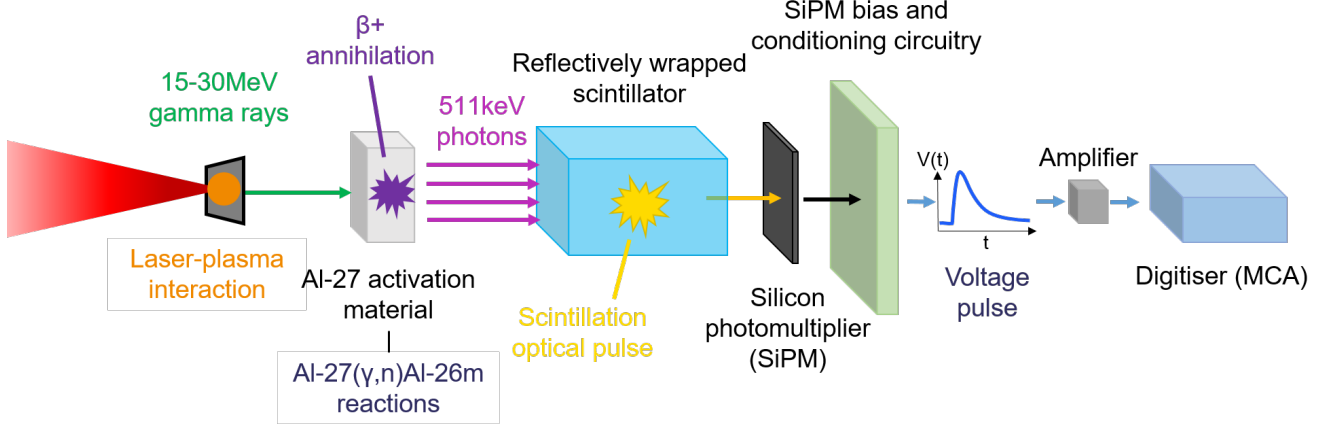 β+
annihilation
15-30MeV
gamma rays
511keV
photons
Reflectively wrapped
scintillator
SiPM bias and
conditioning circuitry
V(t)
t
Amplifier
Laser-plasma
interaction
Al-27 activation
material
Al-27(γ,n)Al-26m
reactions
Scintillation
optical pulse
Silicon
photomultiplier
(SiPM)
Voltage
pulse
Digitiser (MCA)